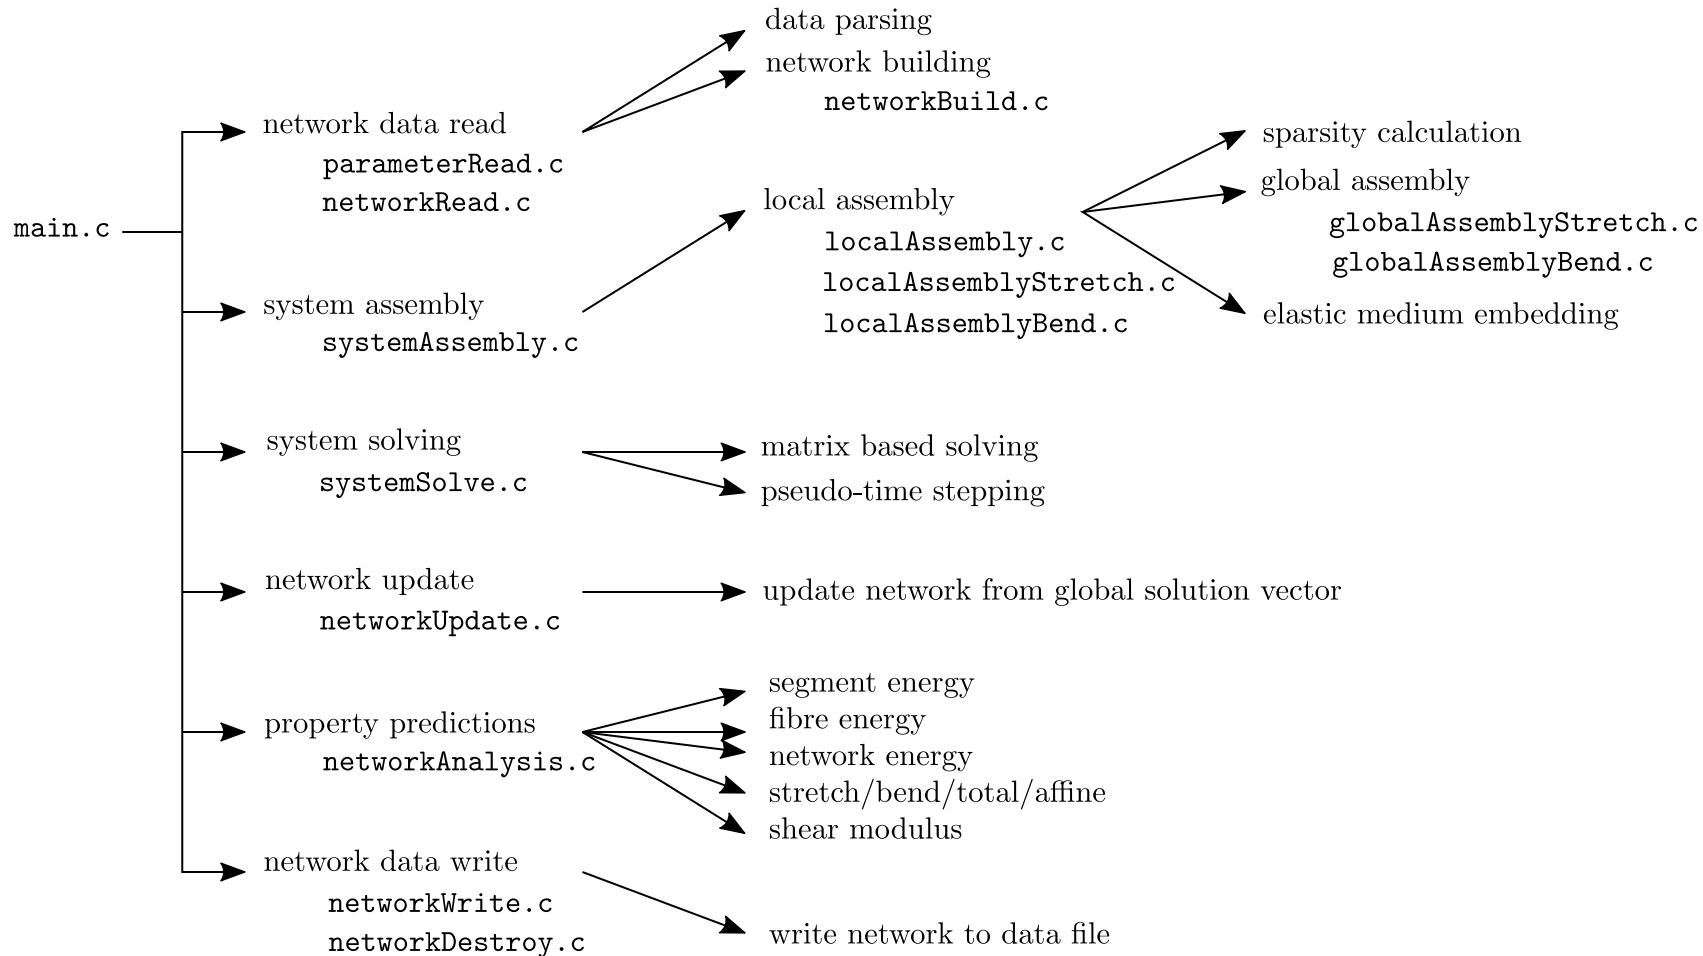 main.c
network data read
parameterRead.c
networkRead.c
data parsing
network building
networkBuild.c
system assembly
systemAssembly.c
local assembly
localAssembly.c
localAssemblyStretch.c
localAssemblyBend.c
sparsity calculation
global assembly
globalAssemblyStretch.c
globalAssemblyBend.c
elastic medium embedding
system solving
systemSolve.c
matrix based solving
pseudo-time stepping
network update
networkUpdate.c
update network from global solution vector
property predictions
networkAnalysis.c
segment energy
fibre energy
network energy
stretch/bend/total/affine
shear modulus
network data write
networkWrite.c
networkDestroy.c
write network to data file